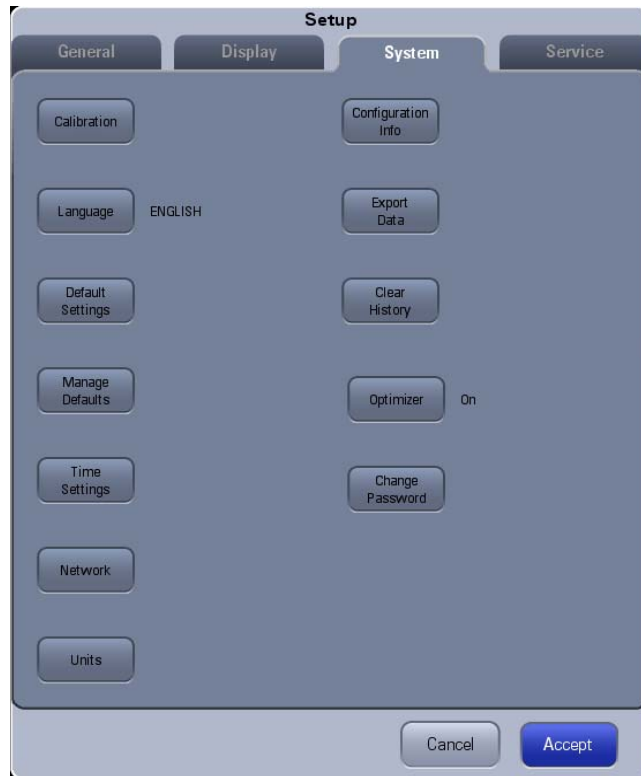 Setup
General
Display
System
Service
Calibration
Language
ENGLISH
Default
Settings
Manage
Defaults
Time
Settings
Network
Units
Configuration
Info
Export
Data
Clear
History
Optimizer
On
Change
Password
Cancel
Accept